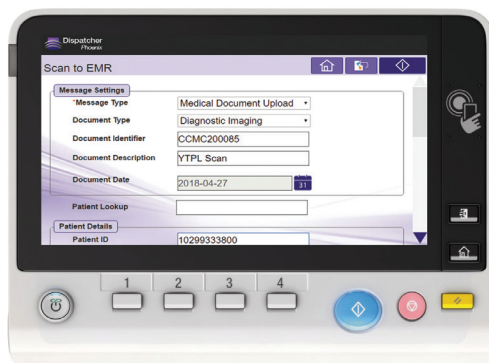 Dispatcher
Phoenix
Scan to EMR
Message Settings
*Message Type Medical Document Upload
Document Type Diagnostic Imaging
Document Identifier CCMC200085
Document Description YTPL Scan
Document Date 2018-04-27 31
Patient Lookup
Patient Details
Patient ID 10299333800
1 2 3 4